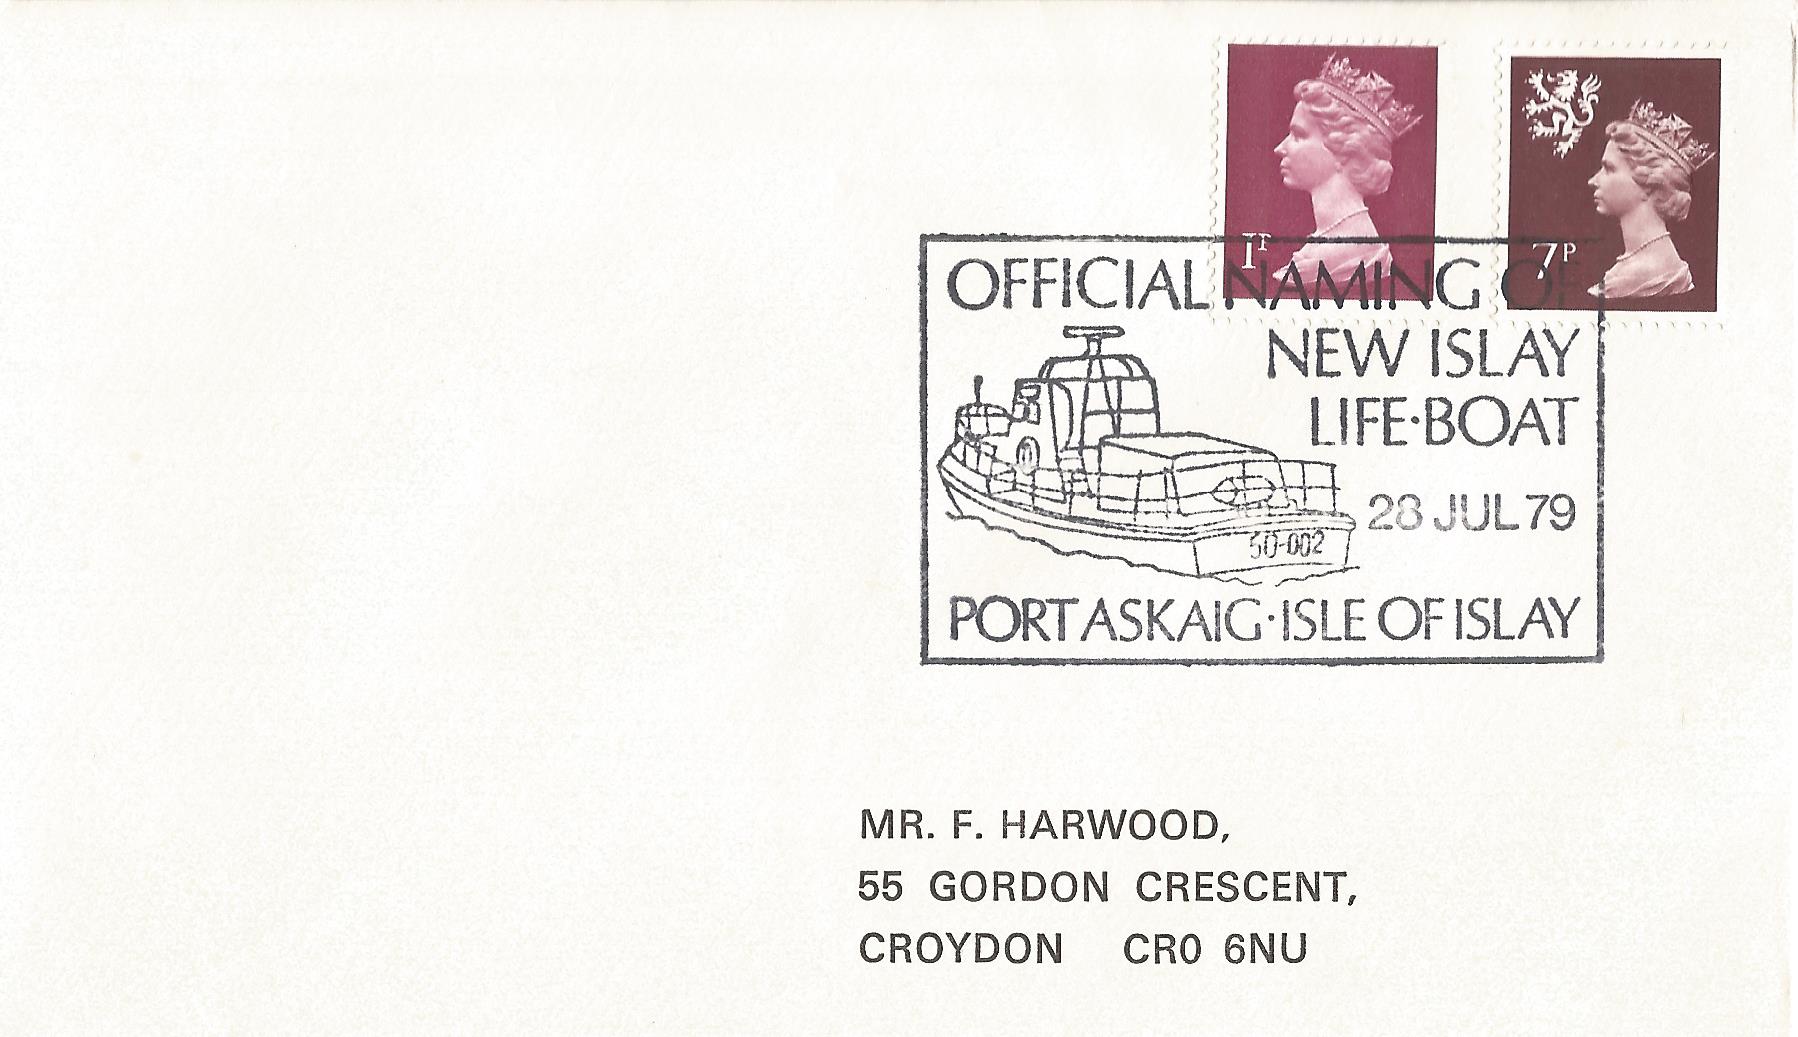 1P
7P
OFFICIAL NAMING OF
NEW ISLAY
LIFE·BOAT
28 JUL 79
50-002
PORT ASKAIG·ISLE OF ISLAY
MR. F. HARWOOD,
55 GORDON CRESCENT,
CROYDON CR0 6NU